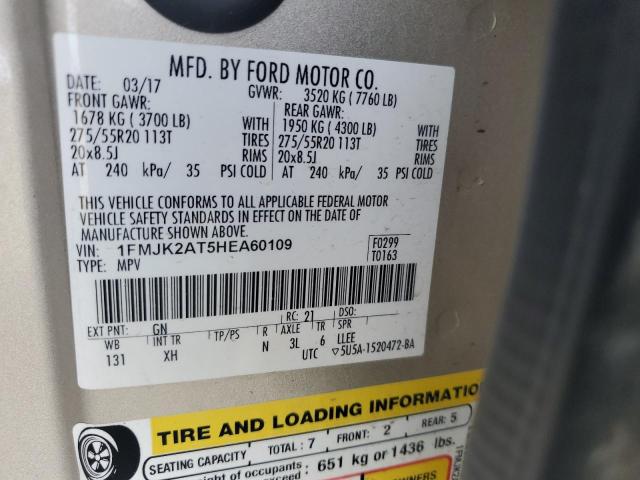 MFD. BY FORD MOTOR CO.
DATE: 03/17 GVWR: 3520 KG ( 7760 LB)
FRONT GAWR: REAR GAWR:
1678 KG ( 3700 LB) WITH 1950 KG ( 4300 LB) WITH
275/55R20 113T TIRES 275/55R20 113T TIRES
20x8.5J RIMS 20x8.5J RIMS
AT 240 kPa/ 35 PSI COLD AT 240 kPa/ 35 PSI COLD
THIS VEHICLE CONFORMS TO ALL APPLICABLE FEDERAL MOTOR
VEHICLE SAFETY STANDARDS IN EFFECT ON THE DATE OF
MANUFACTURE SHOWN ABOVE.
VIN: 1FMJK2AT5HEA60109 F0299
TYPE: MPV T0163
RC: 21 DSO:
EXT PNT: GN
WB INT TR TP/PS R AXLE TR SPR
131 XH N 3L 6 LLEE
UTC ▽5U5A-1520472-BA
TIRE AND LOADING INFORMATION
SEATING CAPACITY TOTAL : 7 FRONT: 2 REAR: 5
of occupants 651 kg or 1436 lbs.
exceed
OWNERS